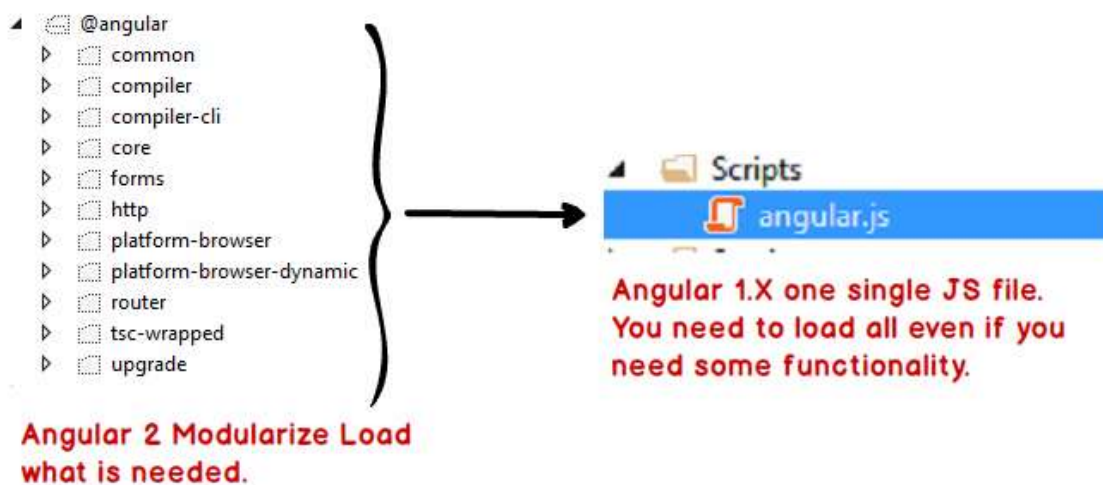 @angular
common
compiler
compiler-cli
core
forms
http
platform-browser
platform-browser-dynamic
router
tsc-wrapped
upgrade
Angular 2 Modularize Load
what is needed.
Scripts
angular.js
Angular 1.X one single JS file.
You need to load all even if you
need some functionality.